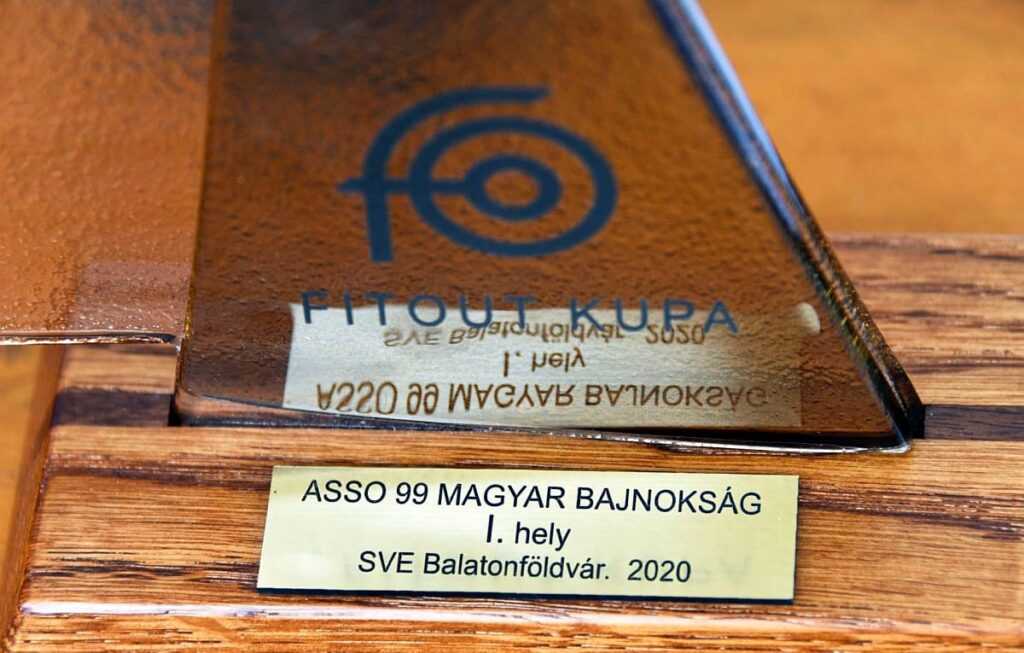 FITOUT KUPA
ASSO 99 MAGYAR BAJNOKSÁG
I. hely
SVE Balatonföldvár. 2020